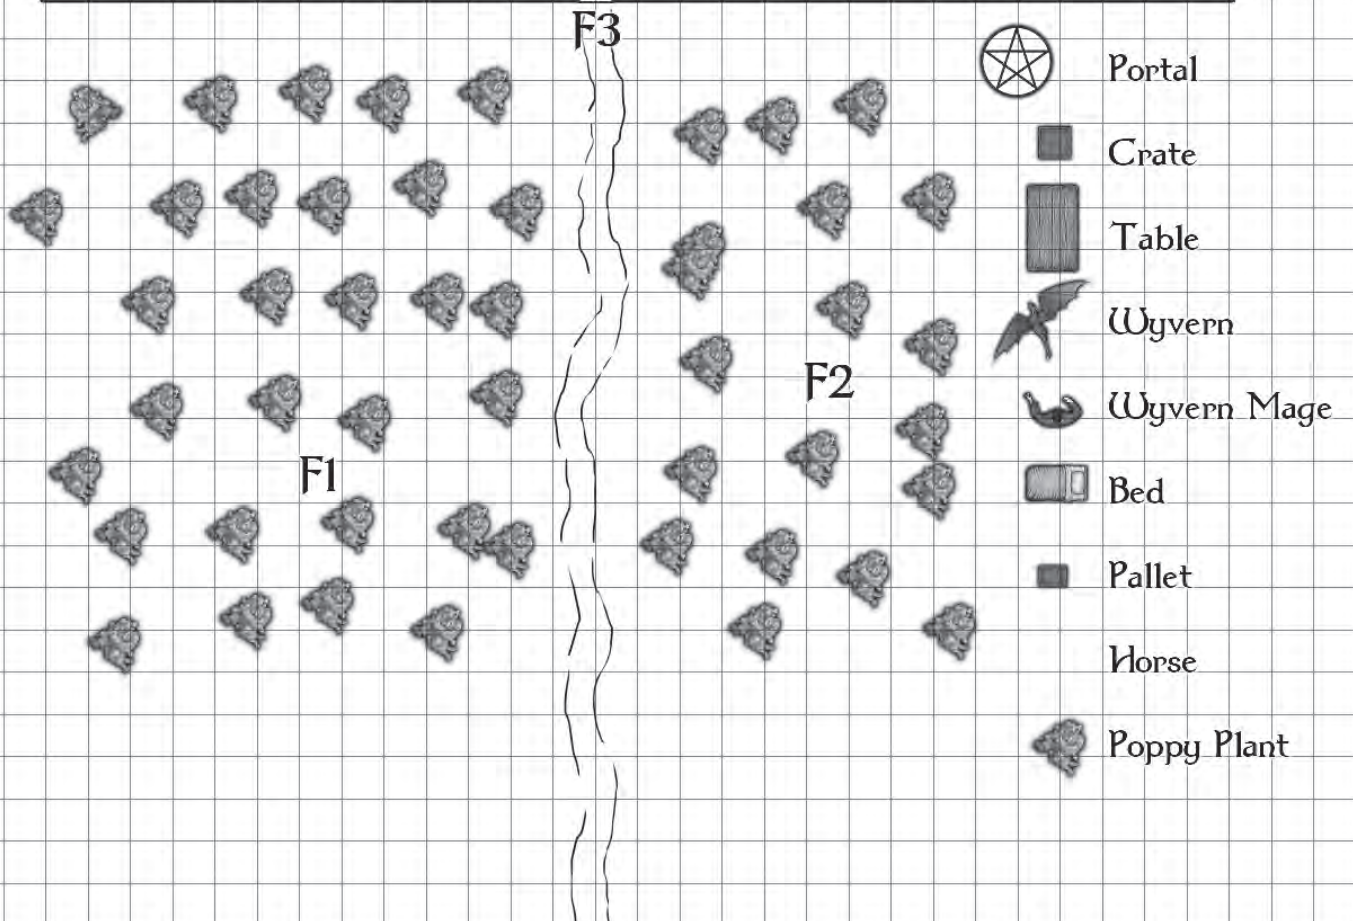 F3
F1
F2
Portal
Crate
Table
Wyvern
Wyvern Mage
Bed
Pallet
Horse
Poppy Plant